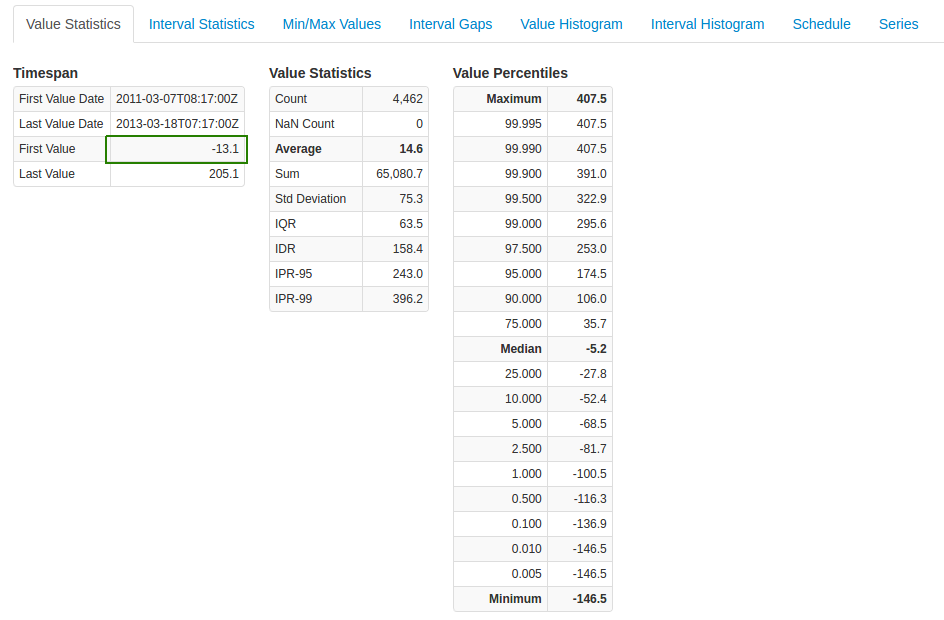 Value Statistics Interval Statistics Min/Max Values Interval Gaps Value Histogram Interval Histogram Schedule Series
Timespan
First Value Date 2011-03-07T08:17:00Z
Last Value Date 2013-03-18T07:17:00Z
First Value -13.1
Last Value 205.1
Value Statistics
Count 4,462
NaN Count 0
Average 14.6
Sum 65,080.7
Std Deviation 75.3
IQR 63.5
IDR 158.4
IPR-95 243.0
IPR-99 396.2
Value Percentiles
Maximum 407.5
99.995 407.5
99.990 407.5
99.900 391.0
99.500 322.9
99.000 295.6
97.500 253.0
95.000 174.5
90.000 106.0
75.000 35.7
Median -5.2
25.000 -27.8
10.000 -52.4
5.000 -68.5
2.500 -81.7
1.000 -100.5
0.500 -116.3
0.100 -136.9
0.010 -146.5
0.005 -146.5
Minimum -146.5